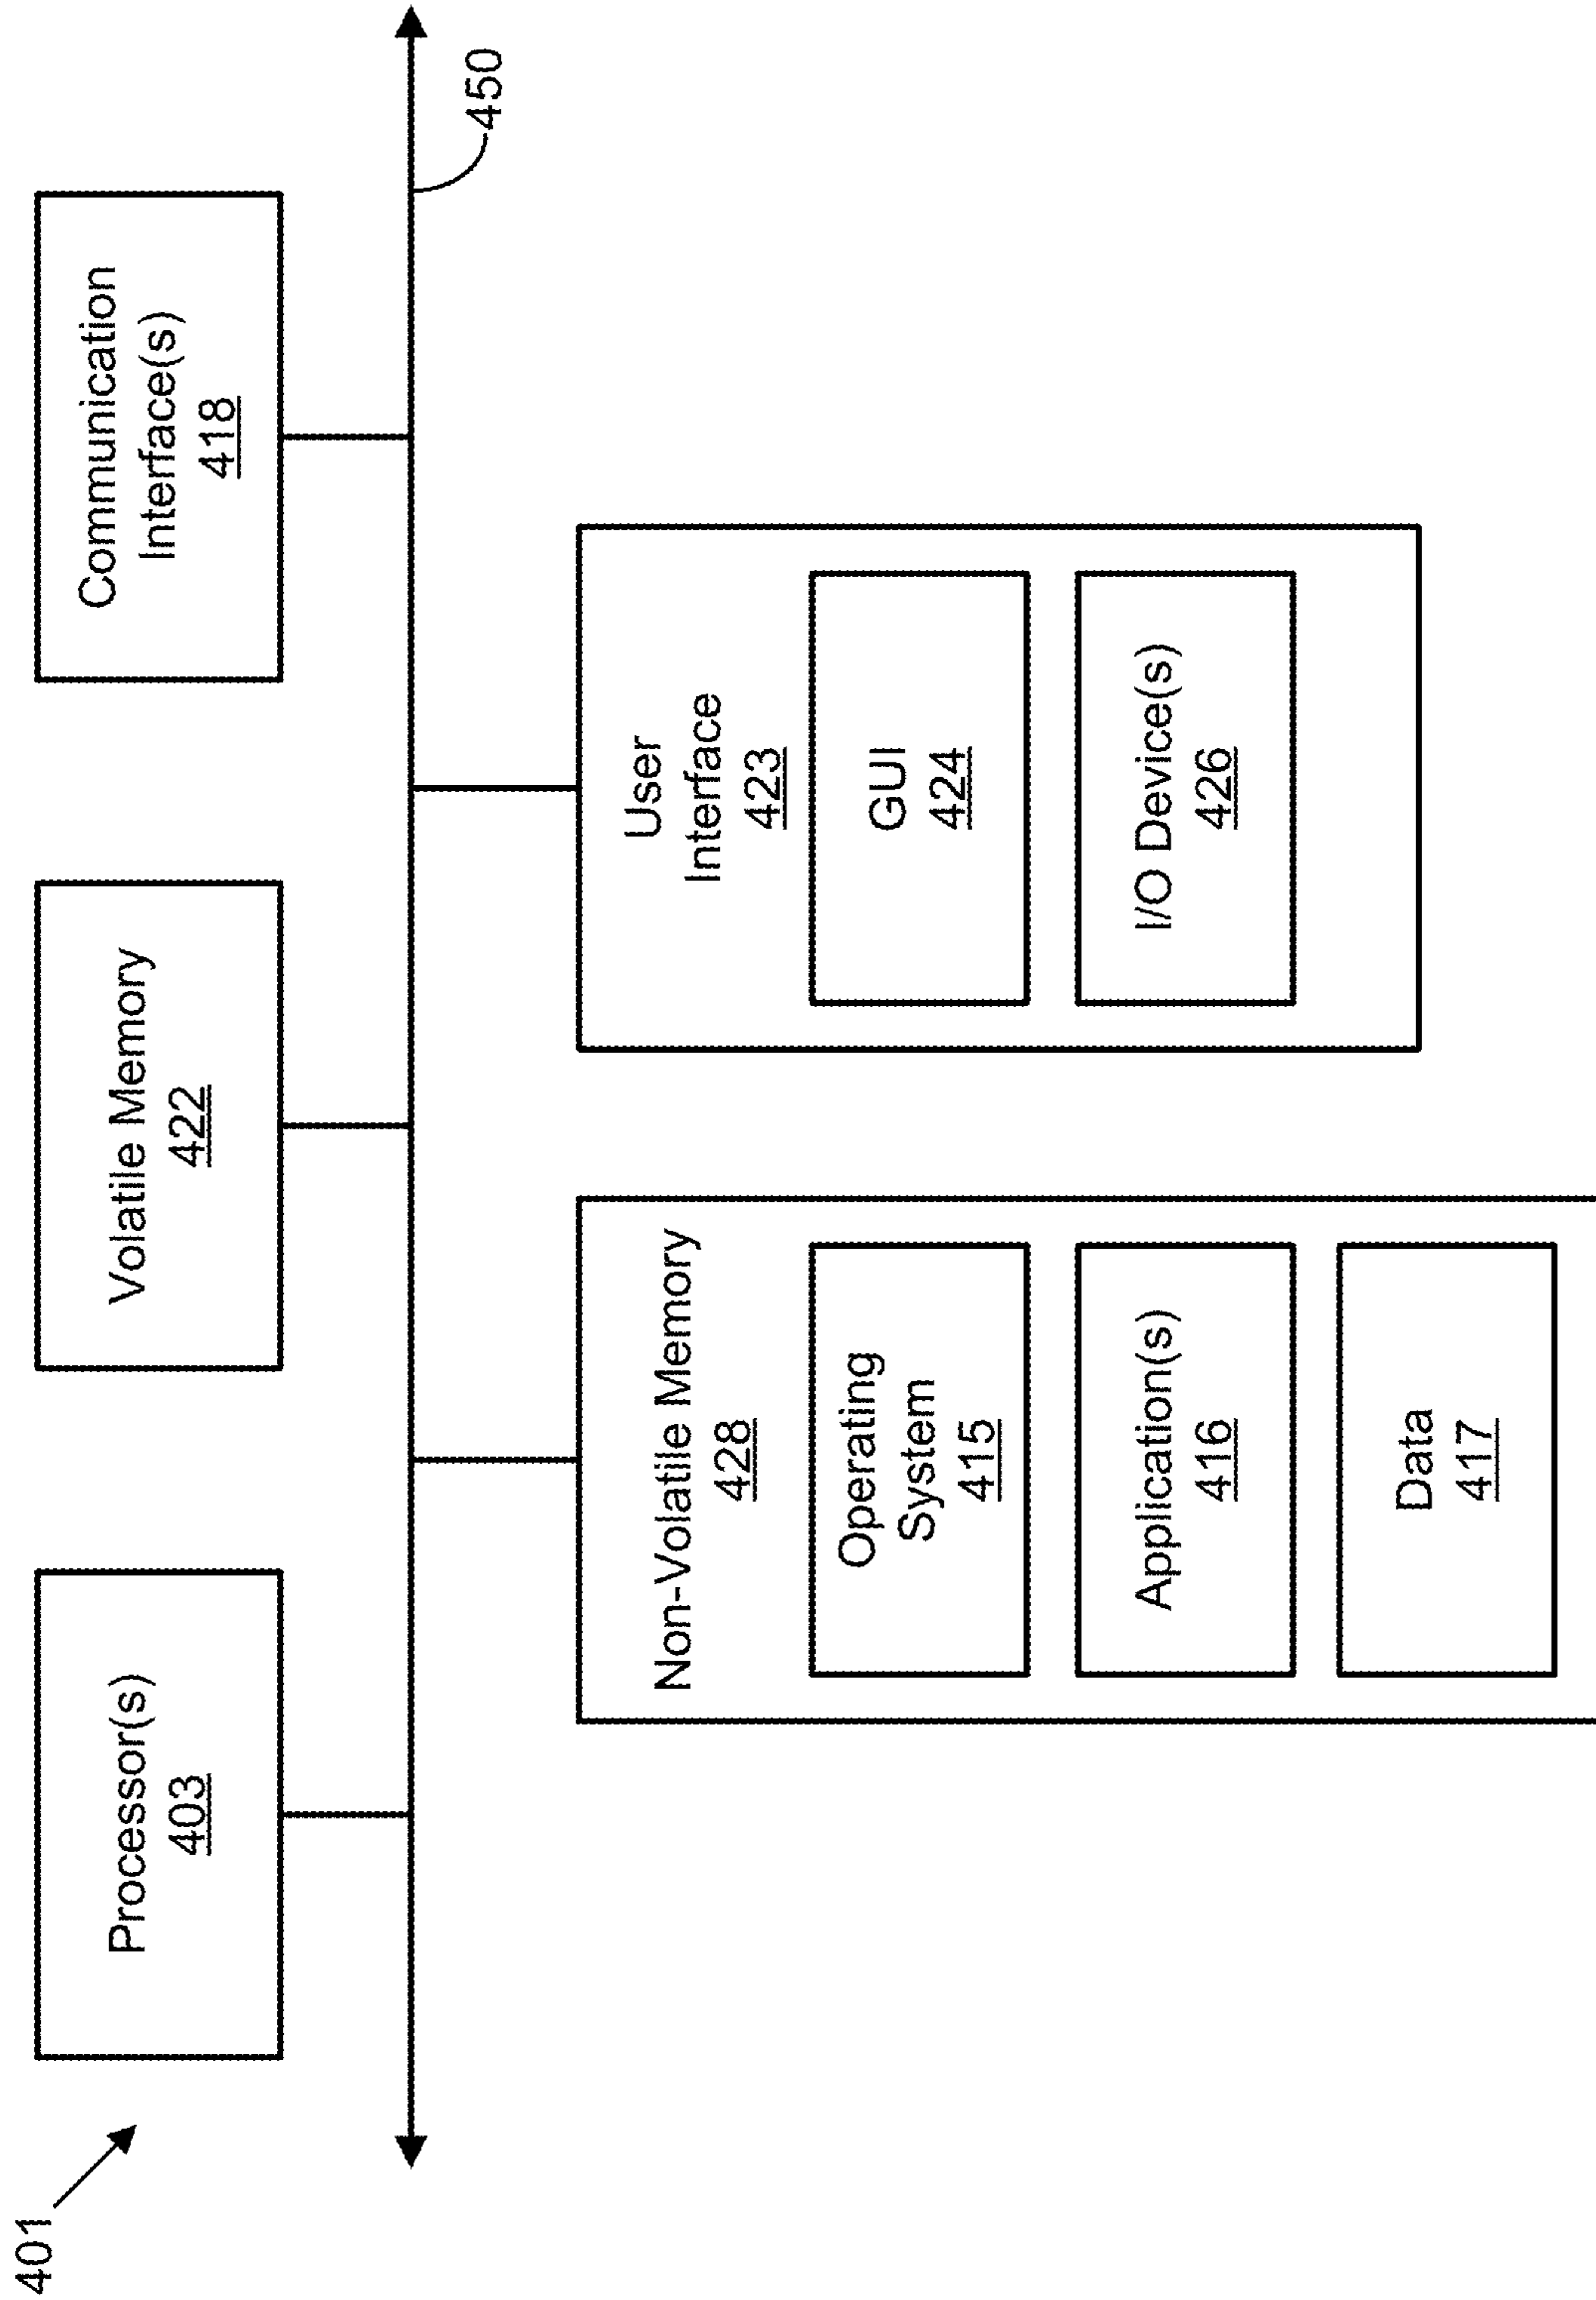 401
Processor(s)
403
Volatile Memory
422
Communication
Interface(s)
418
450
Non-Volatile Memory
428
Operating
System
415
Application(s)
416
Data
417
User
Interface
423
GUI
424
I/O Device(s)
426